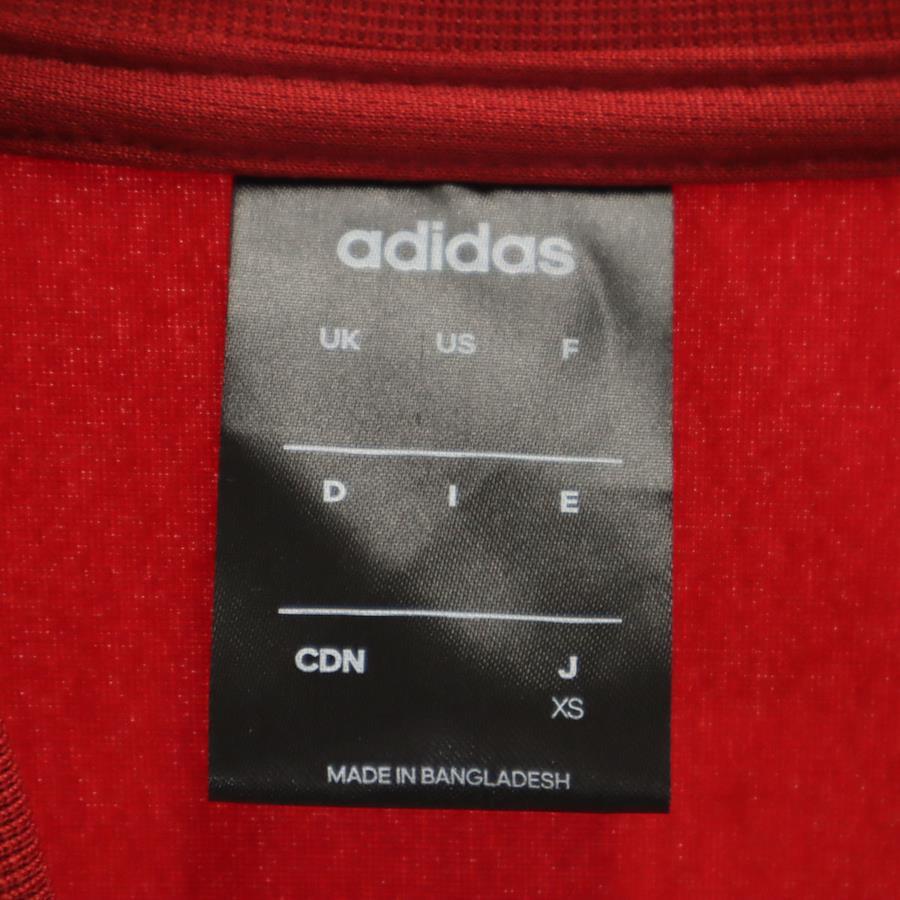 adidas
UK US F
D I E
CDN J
XS
MADE IN BANGLADESH